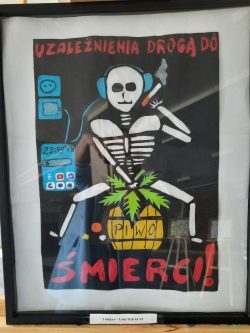 UZALEŻNIENIA DROGĄ DO
PIWO
ŚMIERCI!